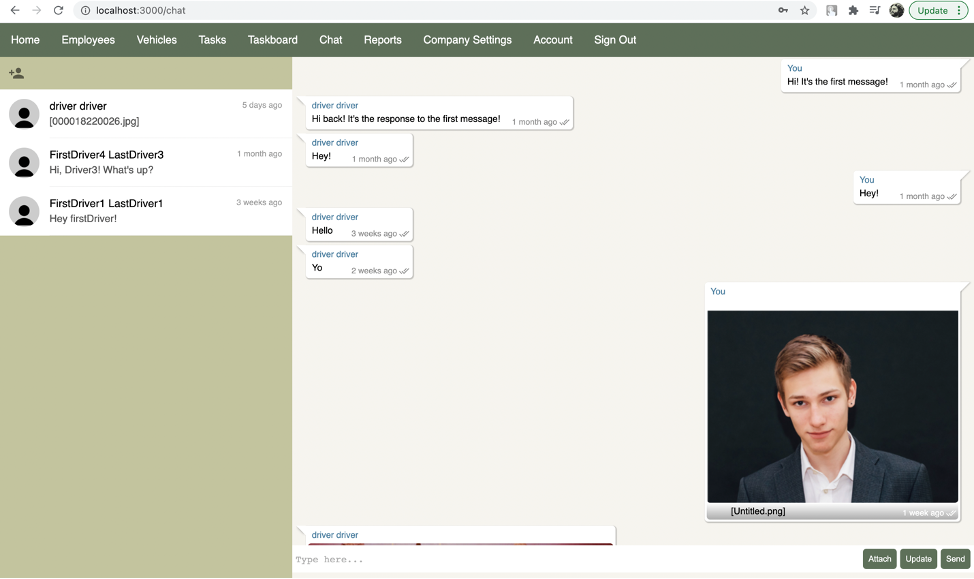 localhost:3000/chat
Update
Home Employees Vehicles Tasks Taskboard Chat Reports Company Settings Account Sign Out
driver driver 5 days ago
[000018220026.jpg]
FirstDriver4 LastDriver3 1 month ago
Hi, Driver3! What's up?
FirstDriver1 LastDriver1 3 weeks ago
Hey firstDriver!
You
Hi! It's the first message! 1 month ago
driver driver
Hi back! It's the response to the first message! 1 month ago
driver driver
Hey! 1 month ago
You
Hey! 1 month ago
driver driver
Hello 3 weeks ago
driver driver
Yo 2 weeks ago
You
[Untitled.png] 1 week ago
driver driver
Type here...
Attach Update Send